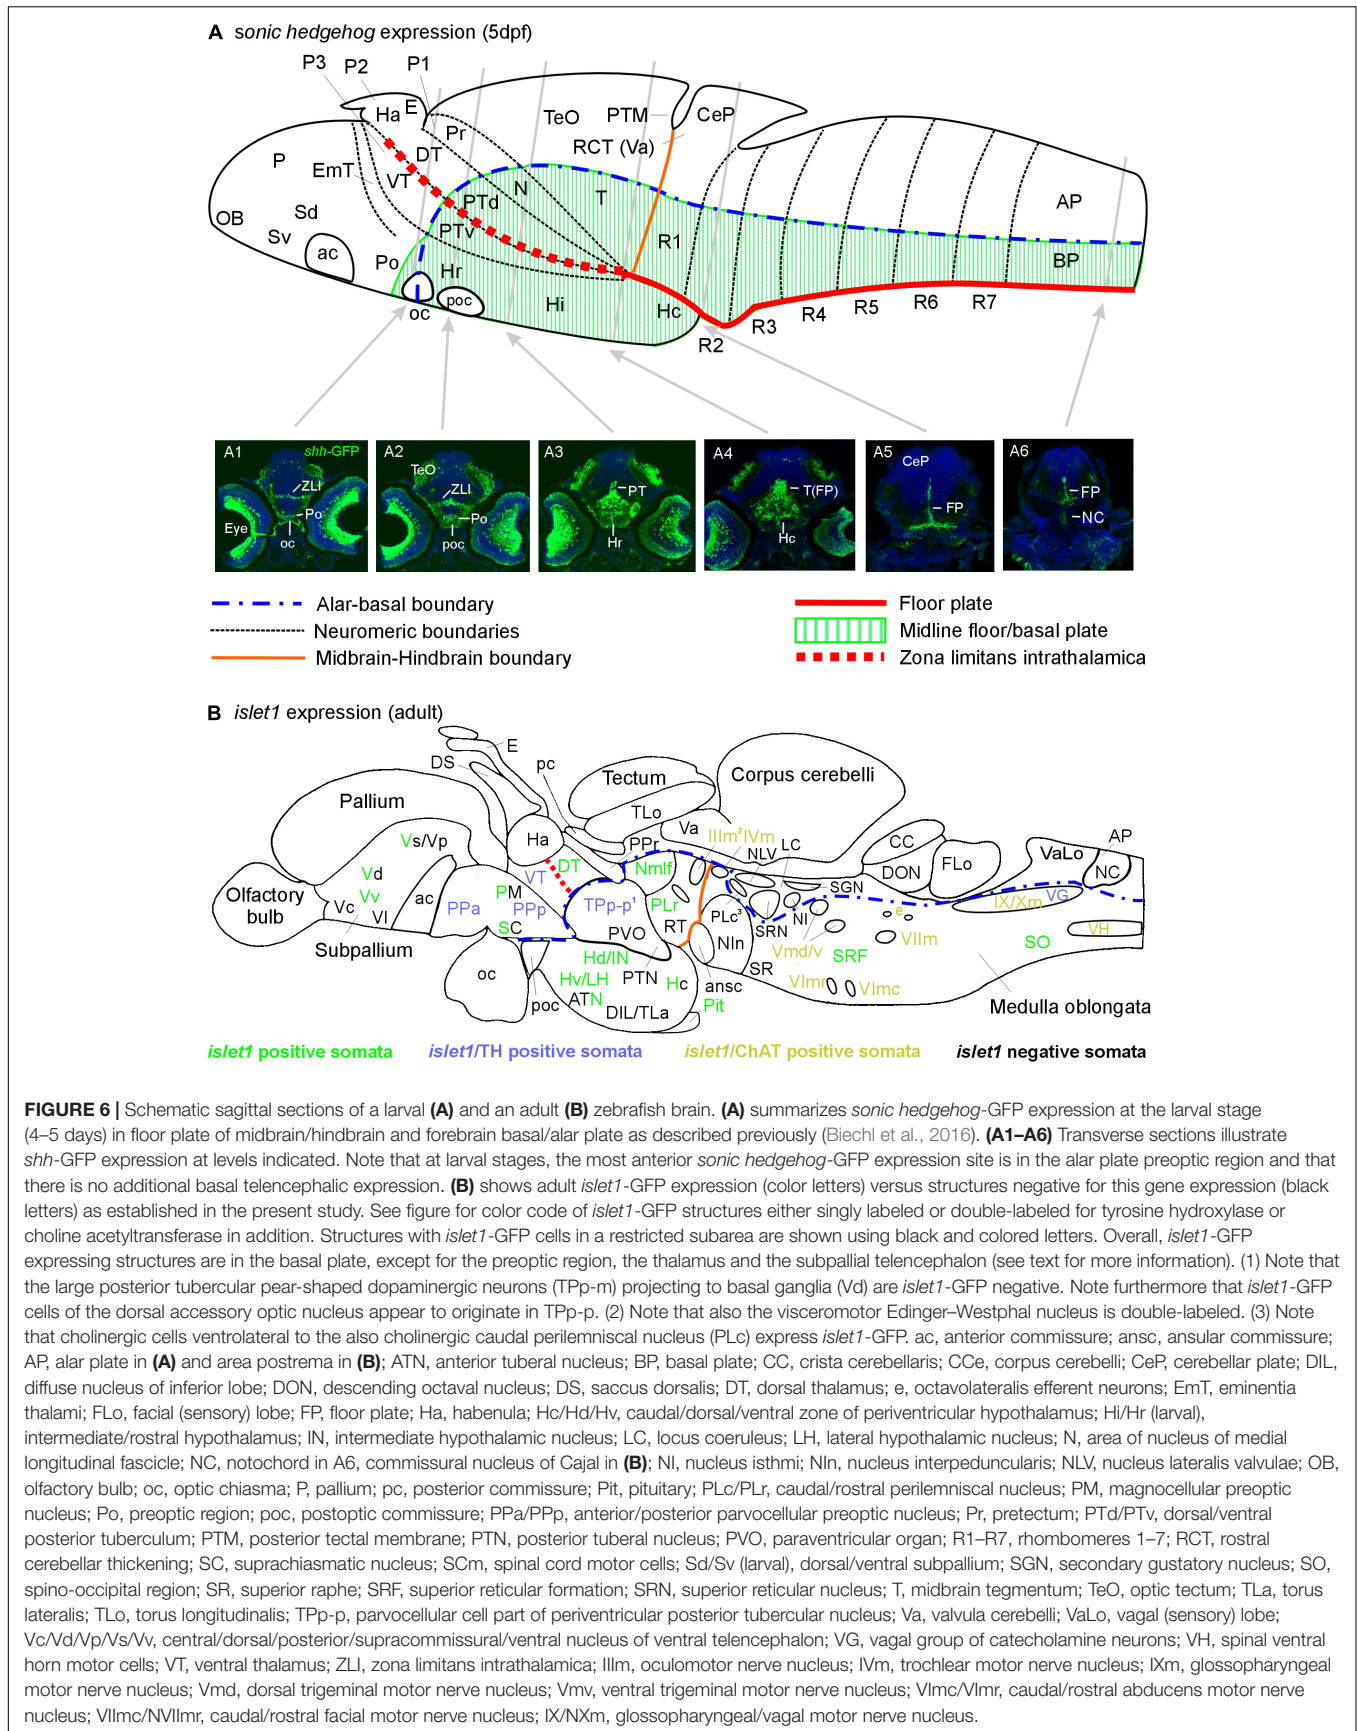 A sonic hedgehog expression (5dpf)
P3 P2 P1
Ha E
Pr
TeO PTM CeP
RCT (Va)
P DT
EmT VT
N T
PTd
AP
OB Sd
Sv
ac
PTv
R1
Po Hr
BP
poc Hi Hc
oc
R2 R3 R4 R5 R6 R7
A1 shh-GFP
ZLI
Po
Eye
oc
A2
TeO
ZLI
Po
poc
A3
PT
Hr
A4
T(FP)
Hc
A5
CeP
FP
A6
FP
NC
Alar-basal boundary
Neuromeric boundaries
Midbrain-Hindbrain boundary
Floor plate
Midline floor/basal plate
Zona limitans intrathalamica
B islet1 expression (adult)
E
DS pc
Tectum Corpus cerebelli
Pallium
TLo
Va
IIIm²IVm
Ha
PPr
NLV LC
CC
AP
VaLo
Vs/Vp
DT
VT
Nmlf
DON FLo
NC
Vd
Vv
SGN
Olfactory
bulb
Vc Vl
ac
PPa
PM
PPp
SC
TPp-p¹
PLr
PLc³
SRN NI
e
IX/Xm VG
VH
Subpallium
PVO
RT
NIn
Vmd/v
VIIm
SO
Hd/IN
PTN
SR
SRF
oc
Hv/LH
ATN
Hc
ansc
VImr VImc
poc
DIL/TLa
Pit
Medulla oblongata
islet1 positive somata
islet1/TH positive somata
islet1/ChAT positive somata
islet1 negative somata
FIGURE 6 | Schematic sagittal sections of a larval (A) and an adult (B) zebrafish brain. (A) summarizes sonic hedgehog-GFP expression at the larval stage
(4–5 days) in floor plate of midbrain/hindbrain and forebrain basal/alar plate as described previously (Biechl et al., 2016). (A1–A6) Transverse sections illustrate
shh-GFP expression at levels indicated. Note that at larval stages, the most anterior sonic hedgehog-GFP expression site is in the alar plate preoptic region and that
there is no additional basal telencephalic expression. (B) shows adult islet1-GFP expression (color letters) versus structures negative for this gene expression (black
letters) as established in the present study. See figure for color code of islet1-GFP structures either singly labeled or double-labeled for tyrosine hydroxylase or
choline acetyltransferase in addition. Structures with islet1-GFP cells in a restricted subarea are shown using black and colored letters. Overall, islet1-GFP
expressing structures are in the basal plate, except for the preoptic region, the thalamus and the subpallial telencephalon (see text for more information). (1) Note that
the large posterior tubercular pear-shaped dopaminergic neurons (TPp-m) projecting to basal ganglia (Vd) are islet1-GFP negative. Note furthermore that islet1-GFP
cells of the dorsal accessory optic nucleus appear to originate in TPp-p. (2) Note that also the visceromotor Edinger–Westphal nucleus is double-labeled. (3) Note
that cholinergic cells ventrolateral to the also cholinergic caudal perilemniscal nucleus (PLc) express islet1-GFP. ac, anterior commissure; ansc, ansular commissure;
AP, alar plate in (A) and area postrema in (B); ATN, anterior tuberal nucleus; BP, basal plate; CC, crista cerebellaris; CCe, corpus cerebelli; CeP, cerebellar plate; DIL,
diffuse nucleus of inferior lobe; DON, descending octaval nucleus; DS, saccus dorsalis; DT, dorsal thalamus; e, octavolateralis efferent neurons; EmT, eminentia
thalami; FLo, facial (sensory) lobe; FP, floor plate; Ha, habenula; Hc/Hd/Hv, caudal/dorsal/ventral zone of periventricular hypothalamus; Hi/Hr (larval),
intermediate/rostral hypothalamus; IN, intermediate hypothalamic nucleus; LC, locus coeruleus; LH, lateral hypothalamic nucleus; N, area of nucleus of medial
longitudinal fascicle; NC, notochord in A6, commissural nucleus of Cajal in (B); NI, nucleus isthmi; NIn, nucleus interpeduncularis; NLV, nucleus lateralis valvulae; OB,
olfactory bulb; oc, optic chiasma; P, pallium; pc, posterior commissure; Pit, pituitary; PLc/PLr, caudal/rostral perilemniscal nucleus; PM, magnocellular preoptic
nucleus; Po, preoptic region; poc, postoptic commissure; PPa/PPp, anterior/posterior parvocellular preoptic nucleus; Pr, pretectum; PTd/PTv, dorsal/ventral
posterior tuberculum; PTM, posterior tectal membrane; PTN, posterior tuberal nucleus; PVO, paraventricular organ; R1–R7, rhombomeres 1–7; RCT, rostral
cerebellar thickening; SC, suprachiasmatic nucleus; SCm, spinal cord motor cells; Sd/Sv (larval), dorsal/ventral subpallium; SGN, secondary gustatory nucleus; SO,
spino-occipital region; SR, superior raphe; SRF, superior reticular formation; SRN, superior reticular nucleus; T, midbrain tegmentum; TeO, optic tectum; TLa, torus
lateralis; TLo, torus longitudinalis; TPp-p, parvocellular cell part of periventricular posterior tubercular nucleus; Va, valvula cerebelli; VaLo, vagal (sensory) lobe;
Vc/Vd/Vp/Vs/Vv, central/dorsal/posterior/supracommissural/ventral nucleus of ventral telencephalon; VG, vagal group of catecholamine neurons; VH, spinal ventral
horn motor cells; VT, ventral thalamus; ZLI, zona limitans intrathalamica; IIIm, oculomotor nerve nucleus; IVm, trochlear motor nerve nucleus; IXm, glossopharyngeal
motor nerve nucleus; Vmd, dorsal trigeminal motor nerve nucleus; Vmv, ventral trigeminal motor nerve nucleus; VImc/VImr, caudal/rostral abducens motor nerve
nucleus; VIImc/NVIImr, caudal/rostral facial motor nerve nucleus; IX/NXm, glossopharyngeal/vagal motor nerve nucleus.